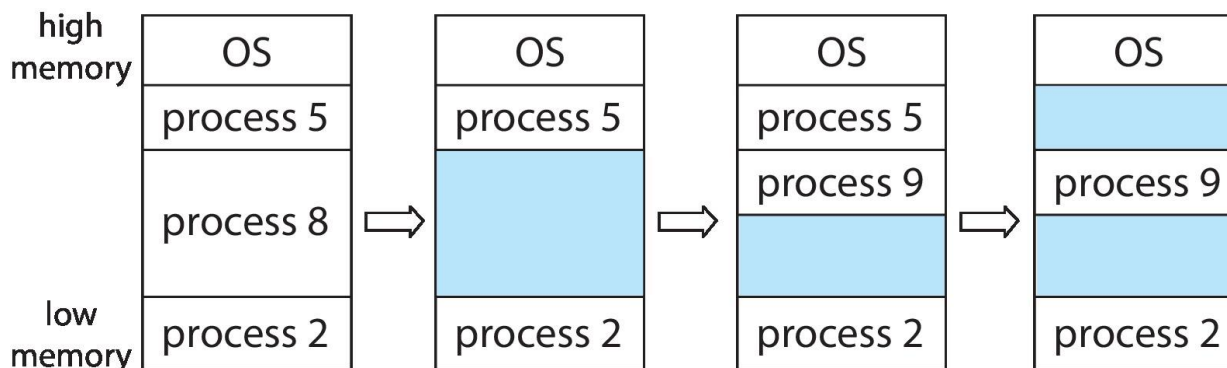 high
memory
OS
process 5
process 8
process 2
low
memory
OS
process 5
process 2
OS
process 5
process 9
process 2
OS
process 9
process 2